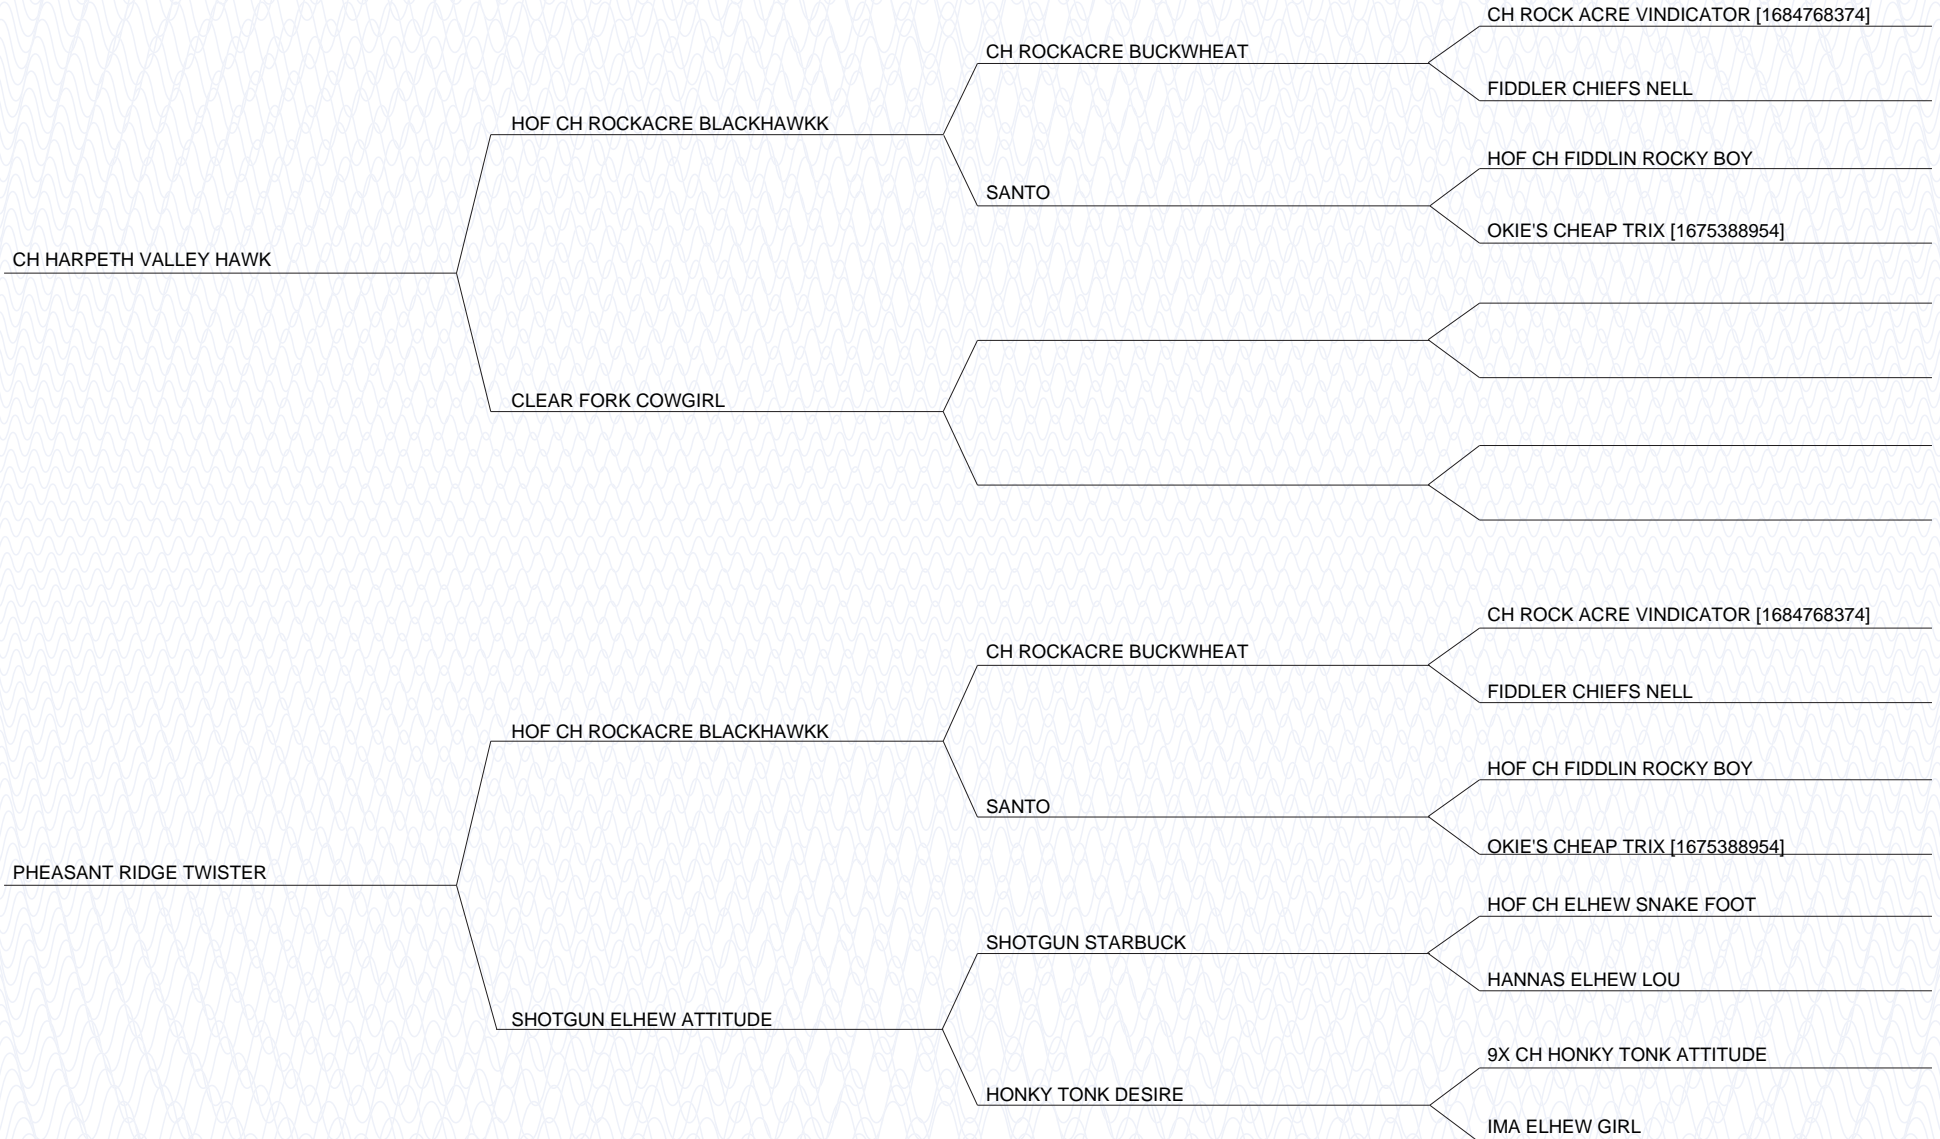 CH ROCK ACRE VINDICATOR [1684768374]
CH ROCKACRE BUCKWHEAT
FIDDLER CHIEFS NELL
HOF CH ROCKACRE BLACKHAWKK
HOF CH FIDDLIN ROCKY BOY
SANTO
OKIE'S CHEAP TRIX [1675388954]
CH HARPETH VALLEY HAWK
CLEAR FORK COWGIRL
CH ROCK ACRE VINDICATOR [1684768374]
CH ROCKACRE BUCKWHEAT
FIDDLER CHIEFS NELL
HOF CH ROCKACRE BLACKHAWKK
HOF CH FIDDLIN ROCKY BOY
SANTO
OKIE'S CHEAP TRIX [1675388954]
PHEASANT RIDGE TWISTER
HOF CH ELHEW SNAKE FOOT
SHOTGUN STARBUCK
HANNAS ELHEW LOU
SHOTGUN ELHEW ATTITUDE
9X CH HONKY TONK ATTITUDE
HONKY TONK DESIRE
IMA ELHEW GIRL